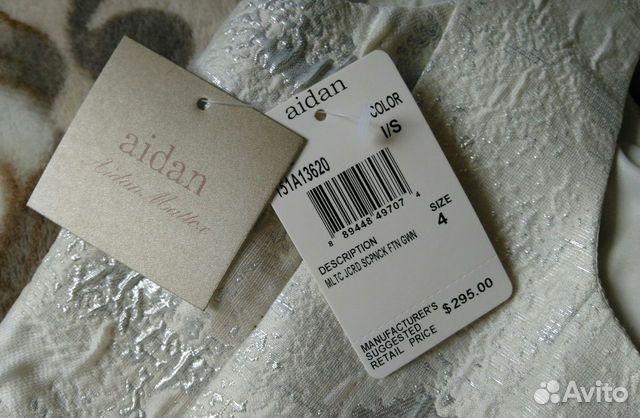 aidan
Aidan Mattox
aidan
COLOR
I/S
151A13620
8 89448 49707 4
SIZE
4
DESCRIPTION
MLTC JCRD SCPNCK FTN GWN
MANUFACTURER'S
SUGGESTED
RETAIL PRICE
$295.00
Avito